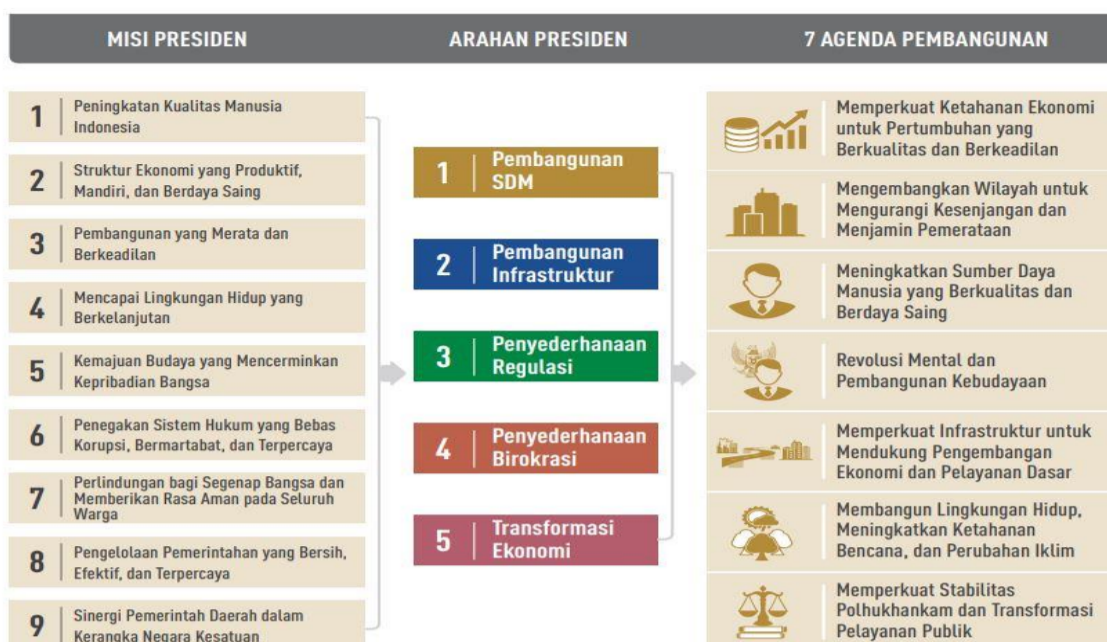 MISI PRESIDEN
ARAHAN PRESIDEN
7 AGENDA PEMBANGUNAN
1
Peningkatan Kualitas Manusia
Indonesia
2
Struktur Ekonomi yang Produktif,
Mandiri, dan Berdaya Saing
3
Pembangunan yang Merata dan
Berkeadilan
4
Mencapai Lingkungan Hidup yang
Berkelanjutan
5
Kemajuan Budaya yang Mencerminkan
Kepribadian Bangsa
6
Penegakan Sistem Hukum yang Bebas
Korupsi, Bermartabat, dan Terpercaya
7
Perlindungan bagi Segenap Bangsa dan
Memberikan Rasa Aman pada Seluruh
Warga
8
Pengelolaan Pemerintahan yang Bersih,
Efektif, dan Terpercaya
9
Sinergi Pemerintah Daerah dalam
Kerangka Negara Kesatuan
1
Pembangunan
SDM
2
Pembangunan
Infrastruktur
3
Penyederhanaan
Regulasi
4
Penyederhanaan
Birokrasi
5
Transformasi
Ekonomi
Memperkuat Ketahanan Ekonomi
untuk Pertumbuhan yang
Berkualitas dan Berkeadilan
Mengembangkan Wilayah untuk
Mengurangi Kesenjangan dan
Menjamin Pemerataan
Meningkatkan Sumber Daya
Manusia yang Berkualitas dan
Berdaya Saing
Revolusi Mental dan
Pembangunan Kebudayaan
Memperkuat Infrastruktur untuk
Mendukung Pengembangan
Ekonomi dan Pelayanan Dasar
Membangun Lingkungan Hidup,
Meningkatkan Ketahanan
Bencana, dan Perubahan Iklim
Memperkuat Stabilitas
Polhukhankam dan Transformasi
Pelayanan Publik